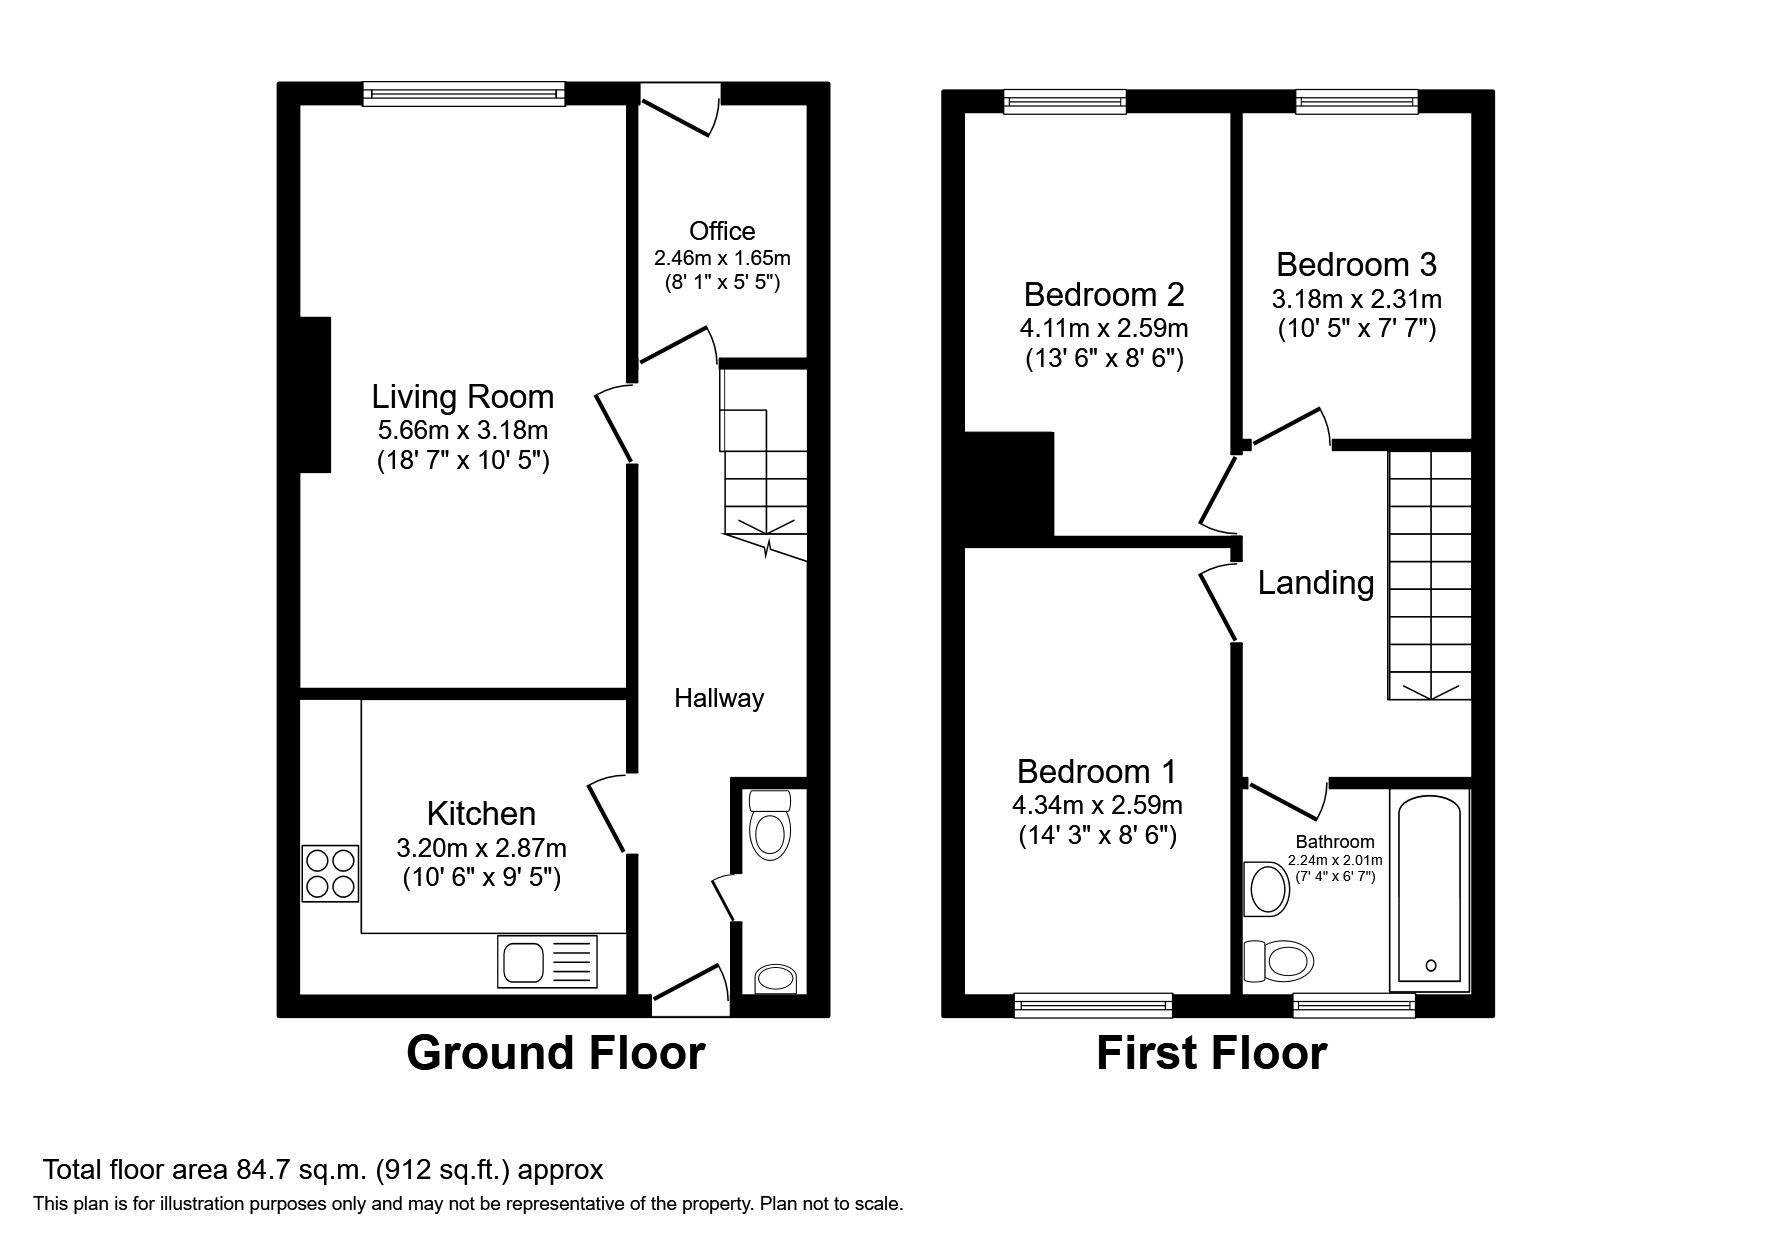 Office
2.46m x 1.65m
(8' 1" x 5' 5")
Living Room
5.66m x 3.18m
(18' 7" x 10' 5")
Hallway
Kitchen
3.20m x 2.87m
(10' 6" x 9' 5")
Ground Floor
Bedroom 2
4.11m x 2.59m
(13' 6" x 8' 6")
Bedroom 3
3.18m x 2.31m
(10' 5" x 7' 7")
Landing
Bedroom 1
4.34m x 2.59m
(14' 3" x 8' 6")
Bathroom
2.24m x 2.01m
(7' 4" x 6' 7")
First Floor
Total floor area 84.7 sq.m. (912 sq.ft.) approx
This plan is for illustration purposes only and may not be representative of the property. Plan not to scale.